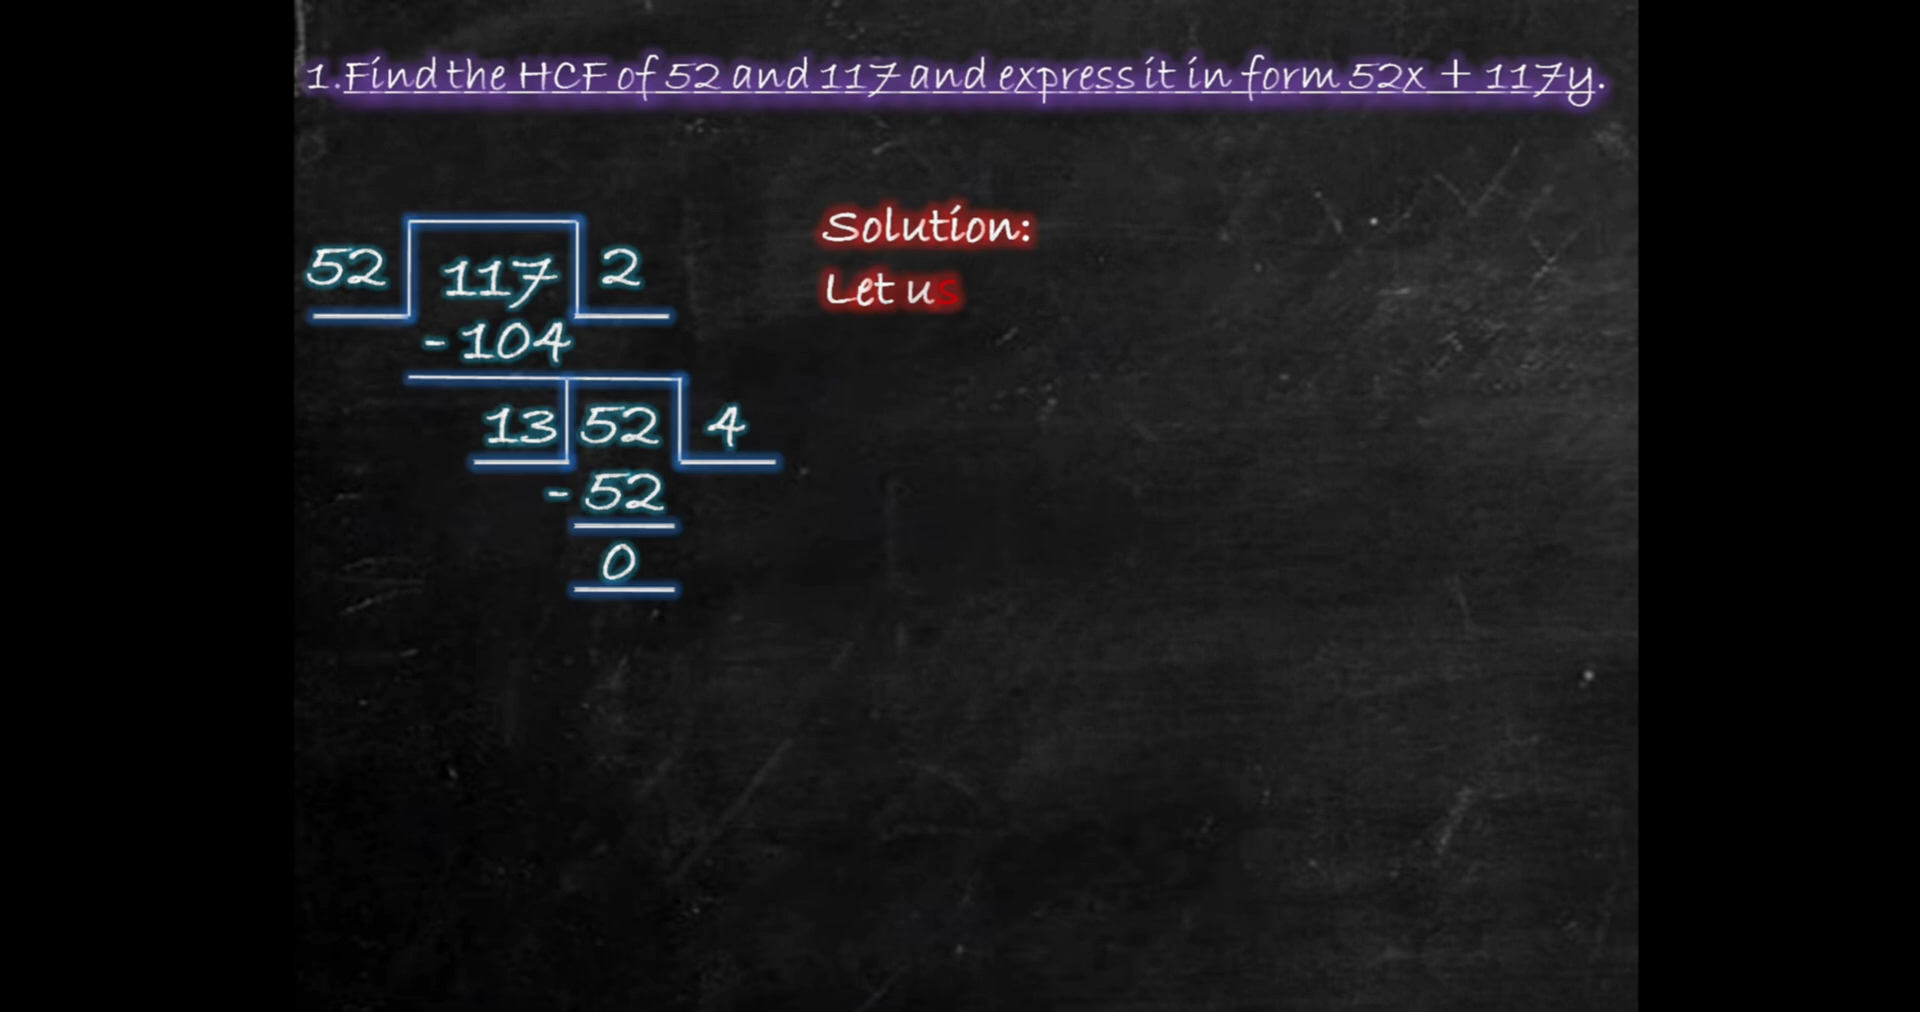 1.Find the HCF of 52 and 117 and express it in form 52x + 117y.
52 117 2
- 104
13 52 4
- 52
0
Solution:
Let us